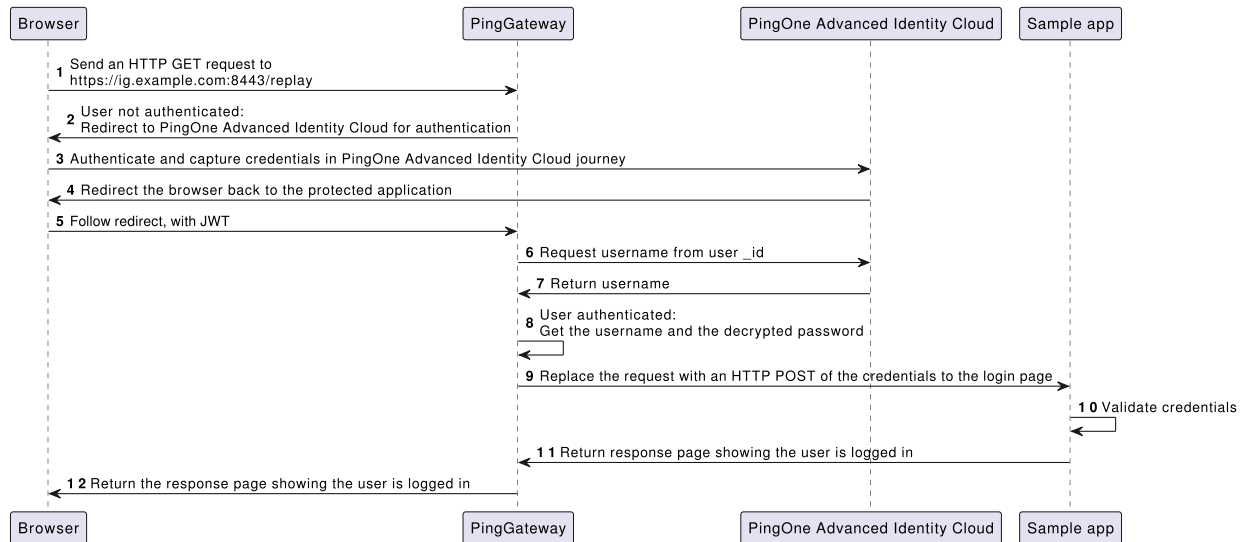 Browser
PingGateway
PingOne Advanced Identity Cloud
Sample app
1 Send an HTTP GET request to
https://ig.example.com:8443/replay
2 User not authenticated:
Redirect to PingOne Advanced Identity Cloud for authentication
3 Authenticate and capture credentials in PingOne Advanced Identity Cloud journey
4 Redirect the browser back to the protected application
5 Follow redirect, with JWT
6 Request username from user _id
7 Return username
8 User authenticated:
Get the username and the decrypted password
9 Replace the request with an HTTP POST of the credentials to the login page
10 Validate credentials
11 Return response page showing the user is logged in
12 Return the response page showing the user is logged in
Browser
PingGateway
PingOne Advanced Identity Cloud
Sample app